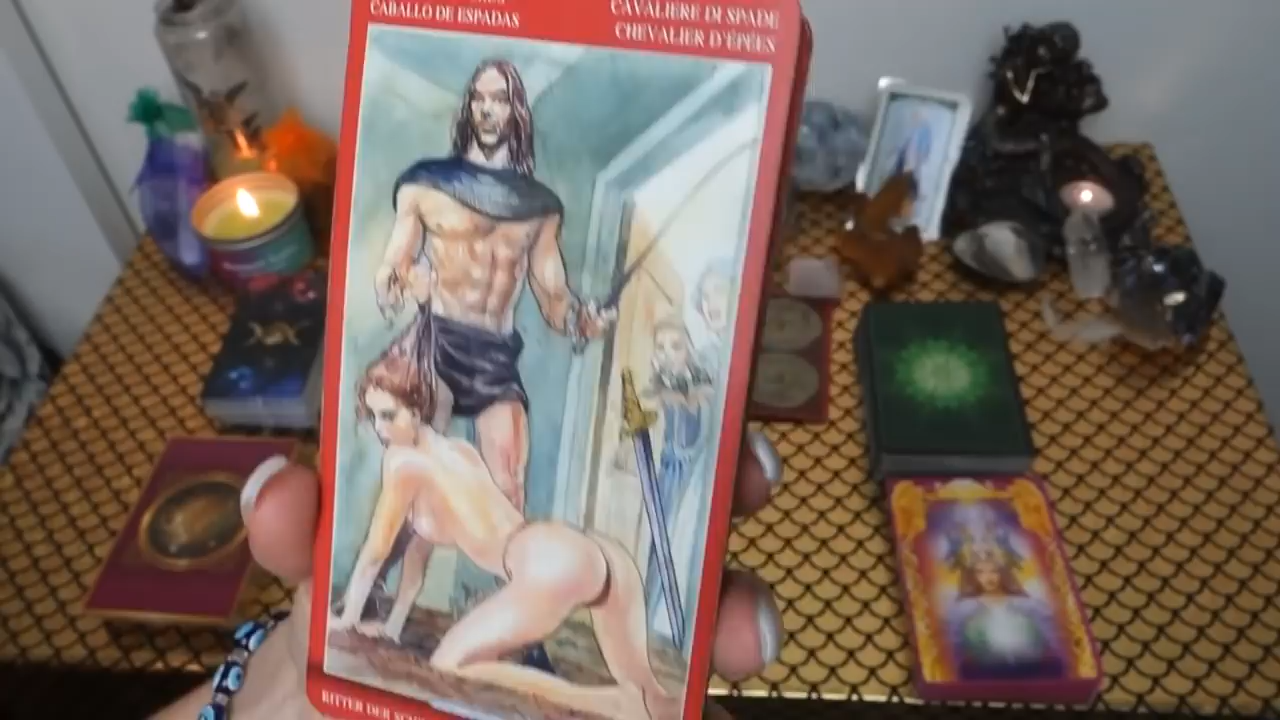 CABALLO DE ESPADAS
CAVALIERE DI SPADE
CHEVALIER D'ÉPÉES
RITTER DER